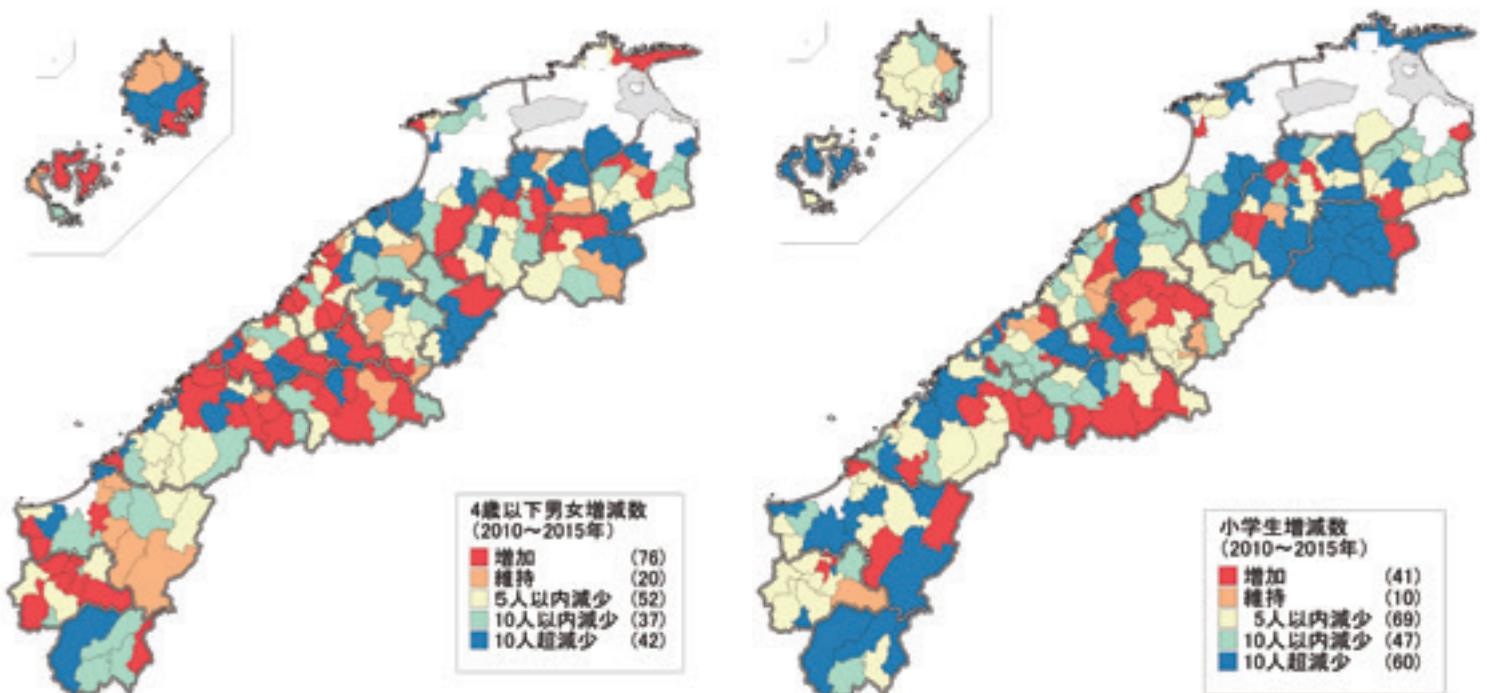 4歳以下男女増減数
(2010～2015年)
増加 (76)
維持 (20)
5人以内減少 (52)
10人以内減少 (37)
10人超減少 (42)
小学生増減数
(2010～2015年)
増加 (41)
維持 (10)
5人以内減少 (69)
10人以内減少 (47)
10人超減少 (60)